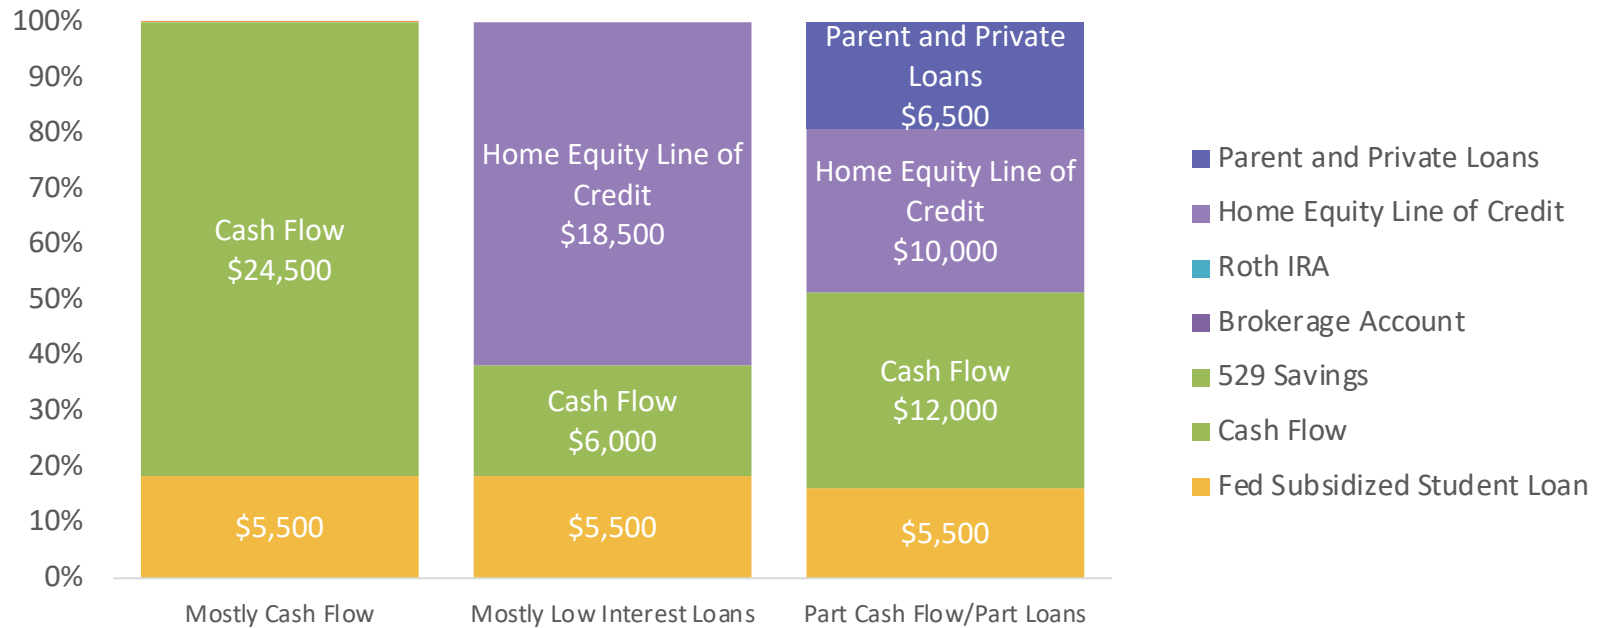 100%
90%
80%
70%
60%
50%
40%
30%
20%
10%
0%
Cash Flow
$24,500
$5,500
Home Equity Line of
Credit
$18,500
Cash Flow
$6,000
$5,500
Parent and Private
Loans
$6,500
Home Equity Line of
Credit
$10,000
Cash Flow
$12,000
$5,500
Mostly Cash Flow
Mostly Low Interest Loans
Part Cash Flow/Part Loans
Parent and Private Loans
Home Equity Line of Credit
Roth IRA
Brokerage Account
529 Savings
Cash Flow
Fed Subsidized Student Loan